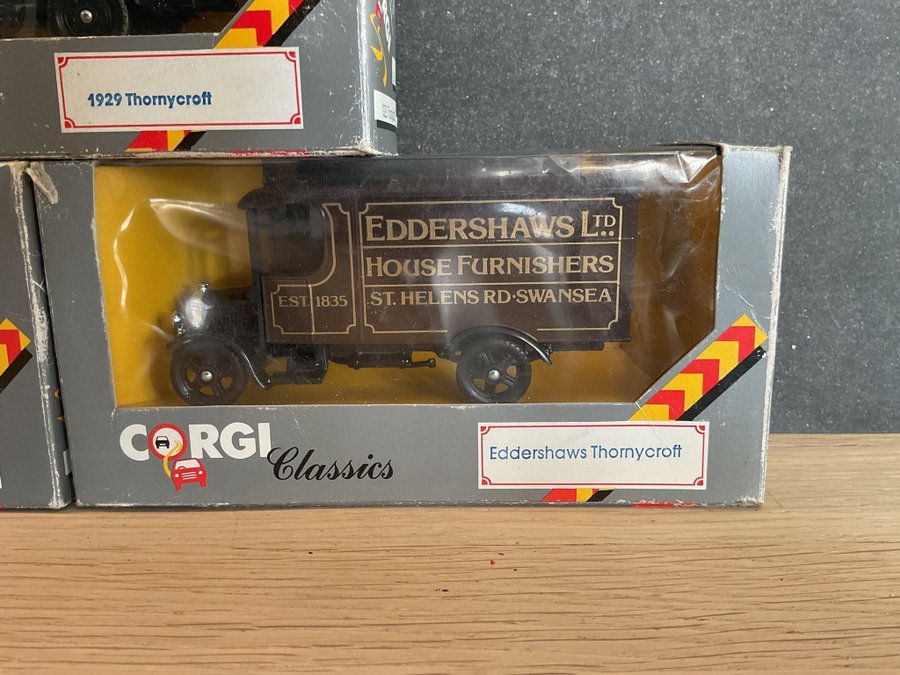 1929 Thornycroft
EDDERSHAWS LTD..
HOUSE FURNISHERS
ST. HELENS RD·SWANSEA
EST. 1835
CORGI
Classics
Eddershaws Thornycroft